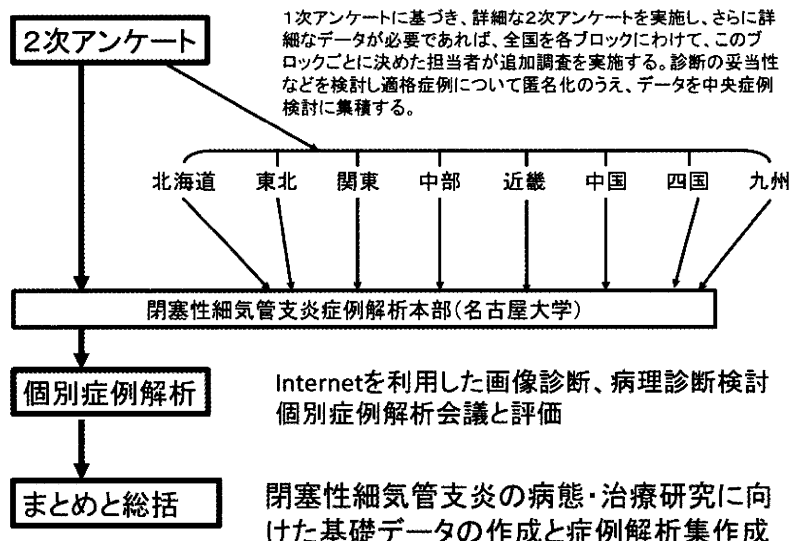 2次アンケート
1次アンケートに基づき、詳細な2次アンケートを実施し、さらに詳
細なデータが必要であれば、全国を各ブロックにわけて、このブ
ロックごとに決めた担当者が追加調査を実施する。診断の妥当性
などを検討し適格症例について匿名化のうえ、データを中央症例
検討に集積する。
北海道 東北 関東 中部 近畿 中国 四国 九州
閉塞性細気管支炎症例解析本部(名古屋大学)
個別症例解析
Internetを利用した画像診断、病理診断検討
個別症例解析会議と評価
まとめと総括
閉塞性細気管支炎の病態・治療研究に向
けた基礎データの作成と症例解析集作成